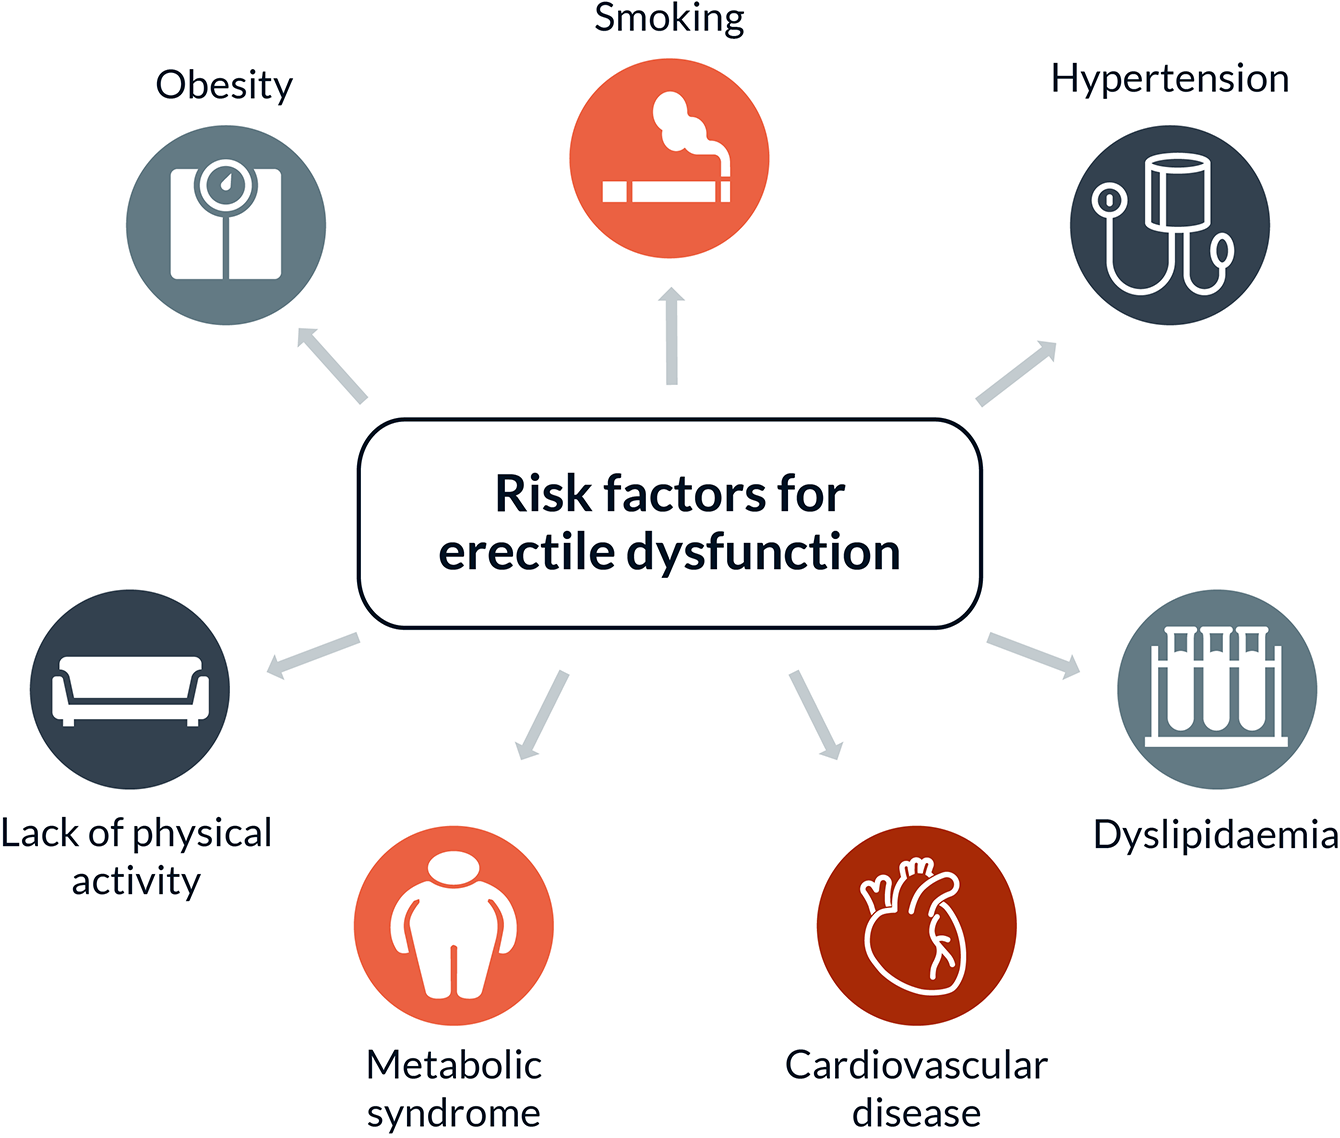 Smoking
Obesity
Hypertension
Risk factors for
erectile dysfunction
Lack of physical
activity
Dyslipidaemia
Metabolic
syndrome
Cardiovascular
disease